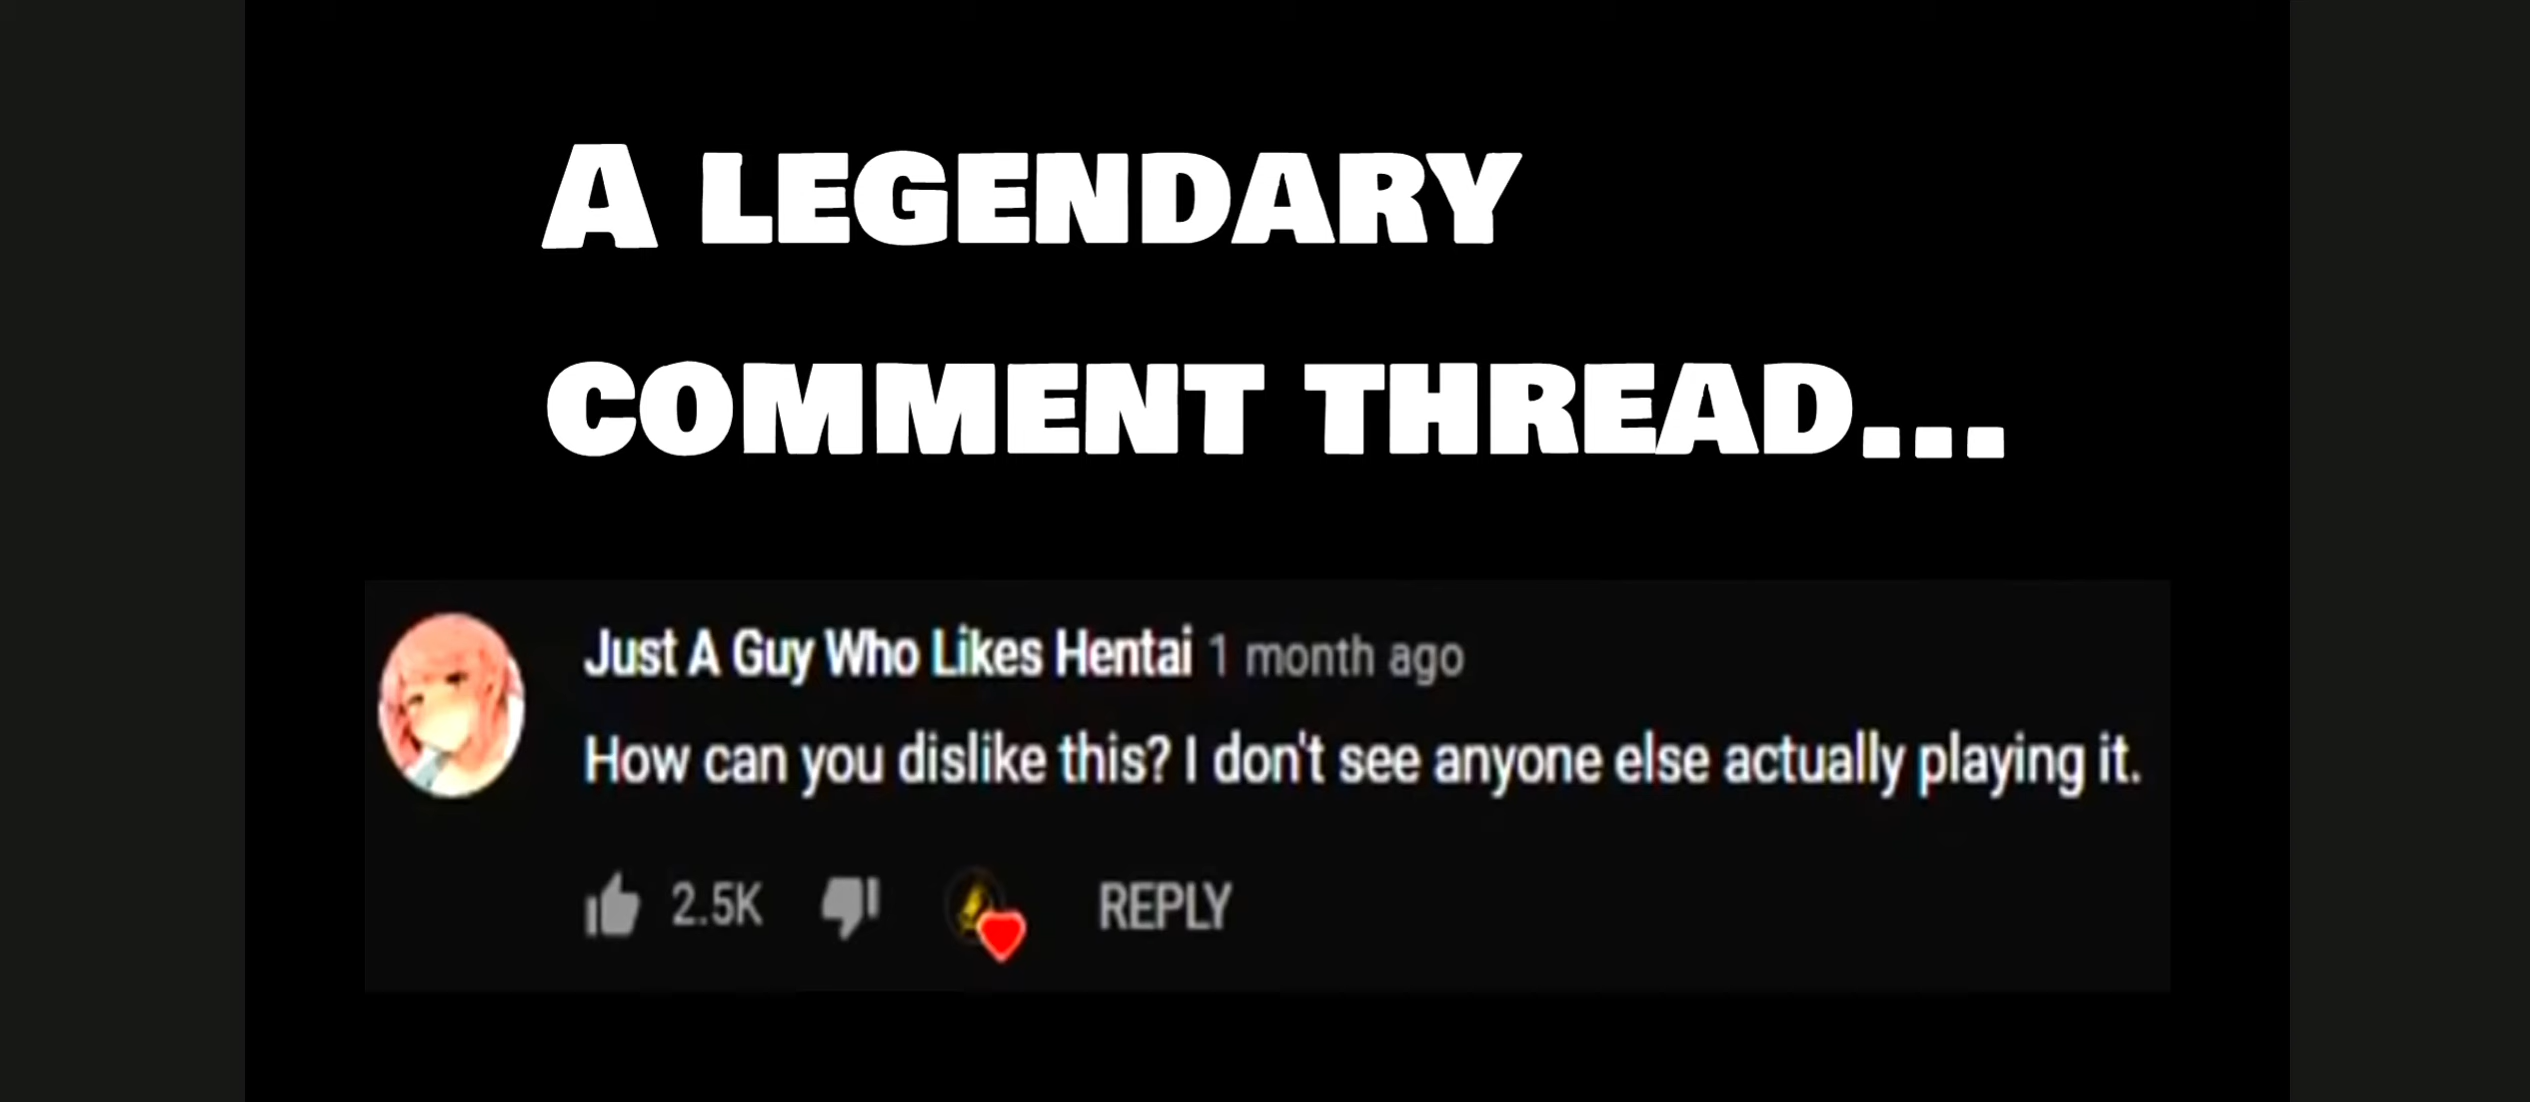 A LEGENDARY
COMMENT THREAD...
Just A Guy Who Likes Hentai 1 month ago
How can you dislike this? I don't see anyone else actually playing it.
2.5K REPLY